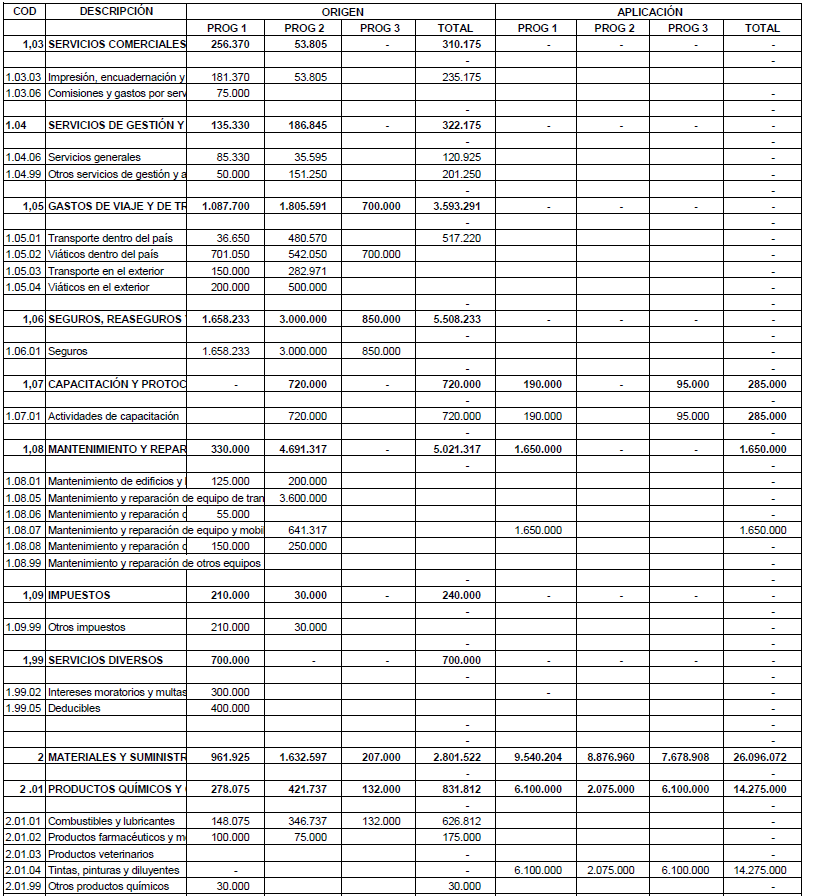 COD DESCRIPCIÓN ORIGEN APLICACIÓN
PROG 1 PROG 2 PROG 3 TOTAL PROG 1 PROG 2 PROG 3 TOTAL
1,03 SERVICIOS COMERCIALES 256.370 53.805 - 310.175 - - - -
- -
1.03.03 Impresión, encuadernación y 181.370 53.805 235.175 -
1.03.06 Comisiones y gastos por serv 75.000 -
- -
1.04 SERVICIOS DE GESTIÓN Y 135.330 186.845 - 322.175 - - - -
- -
1.04.06 Servicios generales 85.330 35.595 120.925 -
1.04.99 Otros servicios de gestión y a 50.000 151.250 201.250 -
- -
1,05 GASTOS DE VIAJE Y DE TR 1.087.700 1.805.591 700.000 3.593.291 - - - -
- -
1.05.01 Transporte dentro del país 36.650 480.570 517.220 -
1.05.02 Viáticos dentro del país 701.050 542.050 700.000 -
1.05.03 Transporte en el exterior 150.000 282.971 -
1.05.04 Viáticos en el exterior 200.000 500.000 -
- -
1,06 SEGUROS, REASEGUROS 1.658.233 3.000.000 850.000 5.508.233 - - - -
- -
1.06.01 Seguros 1.658.233 3.000.000 850.000 -
- -
1,07 CAPACITACIÓN Y PROTOC - 720.000 - 720.000 190.000 - 95.000 285.000
- -
1.07.01 Actividades de capacitación 720.000 720.000 190.000 95.000 285.000
- -
1,08 MANTENIMIENTO Y REPAR 330.000 4.691.317 - 5.021.317 1.650.000 - - 1.650.000
- -
1.08.01 Mantenimiento de edificios y 125.000 200.000 -
1.08.05 Mantenimiento y reparación de equipo de tran 3.600.000 -
1.08.06 Mantenimiento y reparación d 55.000 -
1.08.07 Mantenimiento y reparación de equipo y mobi 641.317 1.650.000 1.650.000
1.08.08 Mantenimiento y reparación d 150.000 250.000 -
1.08.99 Mantenimiento y reparación de otros equipos -
- -
1,09 IMPUESTOS 210.000 30.000 - 240.000 - - - -
- -
1.09.99 Otros impuestos 210.000 30.000 -
- -
1,99 SERVICIOS DIVERSOS 700.000 - - 700.000 - - - -
- -
1.99.02 Intereses moratorios y multas 300.000 - -
1.99.05 Deducibles 400.000 -
- -
- -
2 MATERIALES Y SUMINISTR 961.925 1.632.597 207.000 2.801.522 9.540.204 8.876.960 7.678.908 26.096.072
- -
2 .01 PRODUCTOS QUÍMICOS Y 278.075 421.737 132.000 831.812 6.100.000 2.075.000 6.100.000 14.275.000
- -
2.01.01 Combustibles y lubricantes 148.075 346.737 132.000 626.812 -
2.01.02 Productos farmacéuticos y m 100.000 75.000 175.000 -
2.01.03 Productos veterinarios - -
2.01.04 Tintas, pinturas y diluyentes - - 6.100.000 2.075.000 6.100.000 14.275.000
2.01.99 Otros productos químicos 30.000 30.000 -